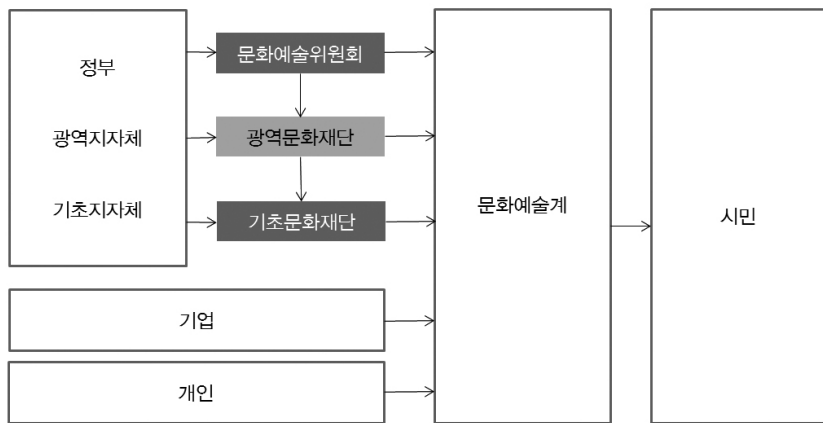 정부
문화예술위원회
광역지자체
광역문화재단
기초지자체
기초문화재단
문화예술계
시민
기업
개인